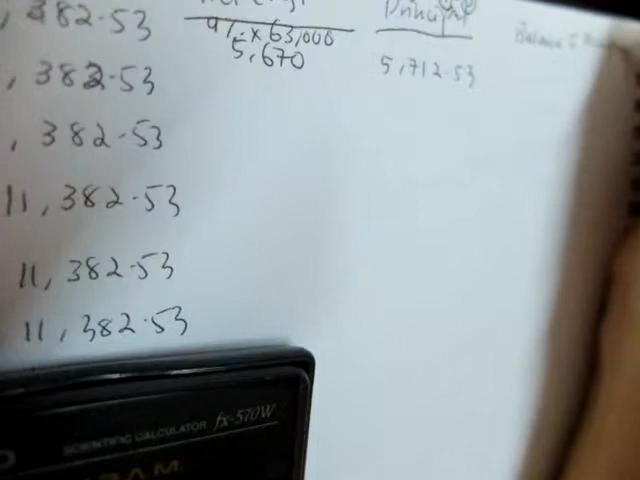 , 382.53
Principal
9% x 63,000
5,670
5,712.53
, 382.53
, 382.53
11, 382.53
11, 382.53
11, 382.53
SCIENTIFIC CALCULATOR fx-570W